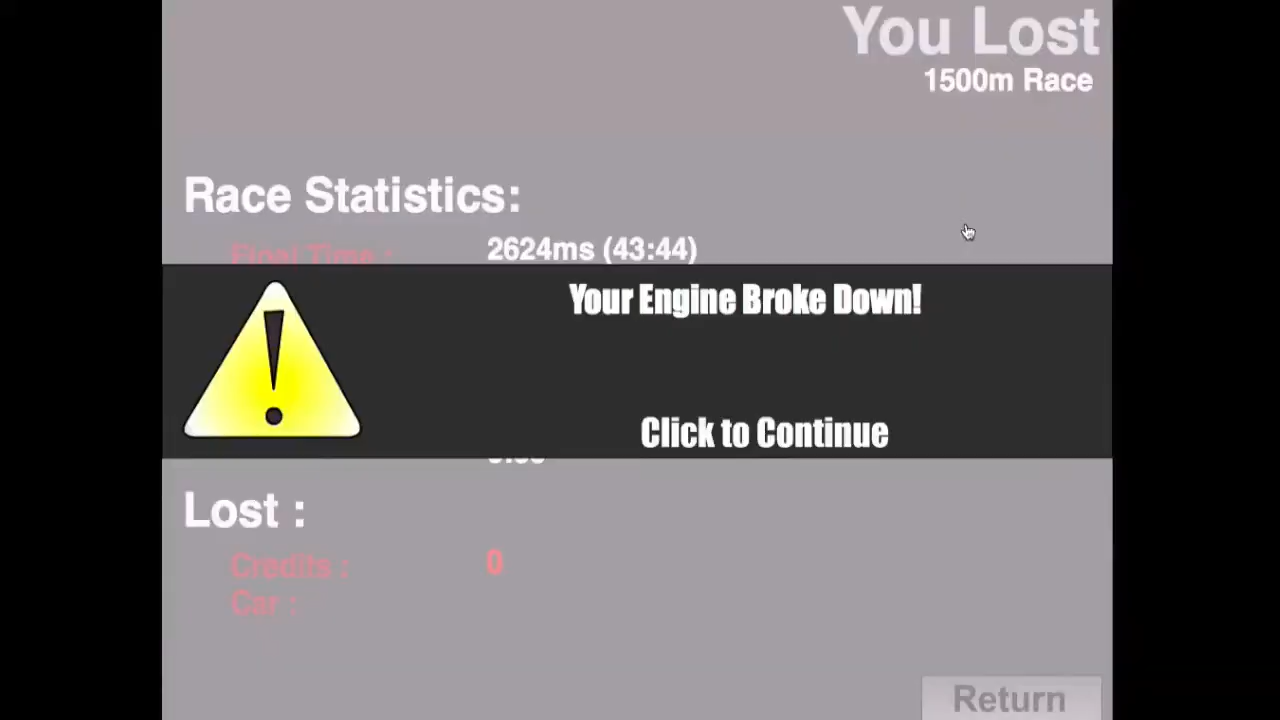 You Lost
1500m Race
Race Statistics:
Final Time : 2624ms (43:44)
Your Engine Broke Down!
Click to Continue
Lost :
Credits : 0
Car :
Return